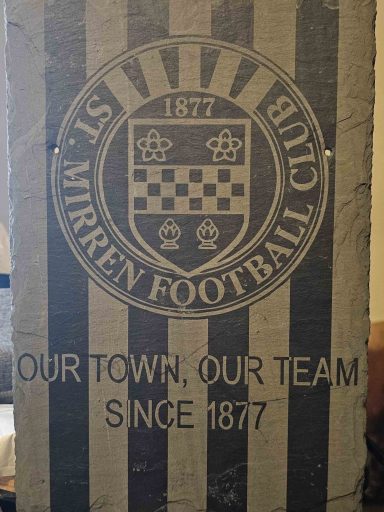 1877
ST. MIRREN FOOTBALL CLUB
OUR TOWN, OUR TEAM
SINCE 1877